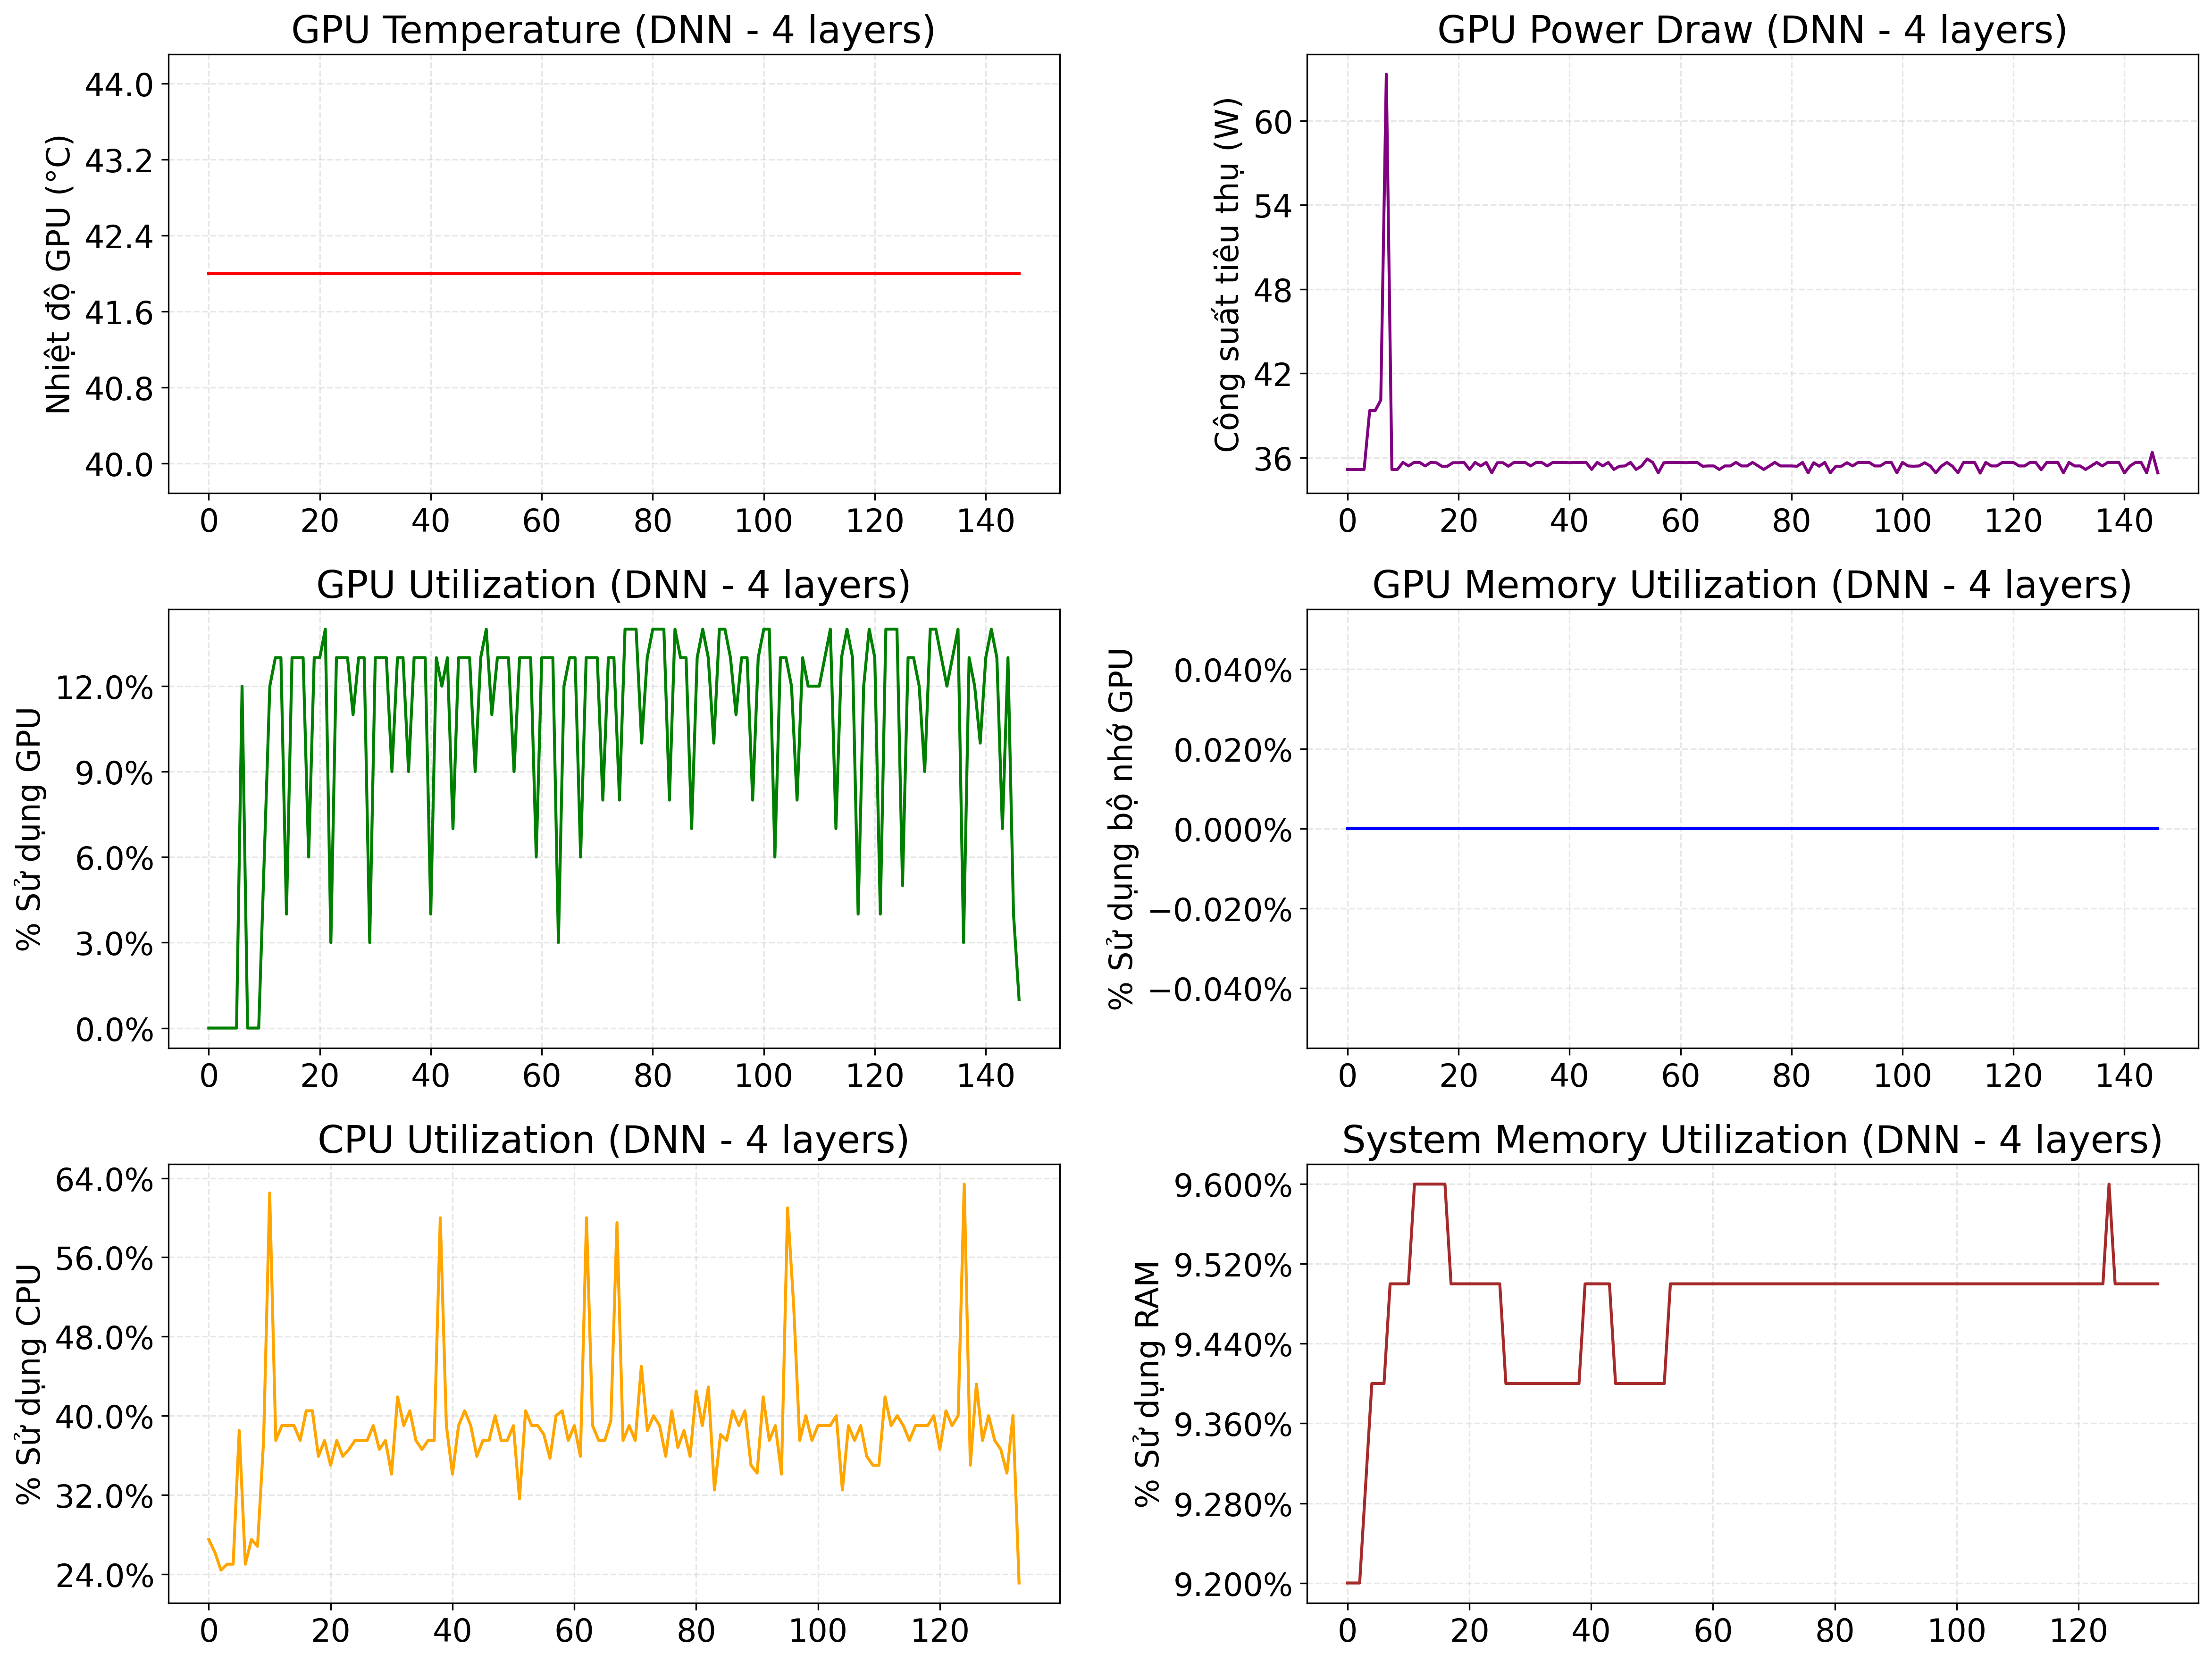 GPU Temperature (DNN - 4 layers)
Nhiệt độ GPU (°C)
44.0
43.2
42.4
41.6
40.8
40.0
0 20 40 60 80 100 120 140
GPU Power Draw (DNN - 4 layers)
Công suất tiêu thụ (W)
60
54
48
42
36
0 20 40 60 80 100 120 140
GPU Utilization (DNN - 4 layers)
% Sử dụng GPU
12.0%
9.0%
6.0%
3.0%
0.0%
0 20 40 60 80 100 120 140
GPU Memory Utilization (DNN - 4 layers)
% Sử dụng bộ nhớ GPU
0.040%
0.020%
0.000%
−0.020%
−0.040%
0 20 40 60 80 100 120 140
CPU Utilization (DNN - 4 layers)
% Sử dụng CPU
64.0%
56.0%
48.0%
40.0%
32.0%
24.0%
0 20 40 60 80 100 120
System Memory Utilization (DNN - 4 layers)
% Sử dụng RAM
9.600%
9.520%
9.440%
9.360%
9.280%
9.200%
0 20 40 60 80 100 120